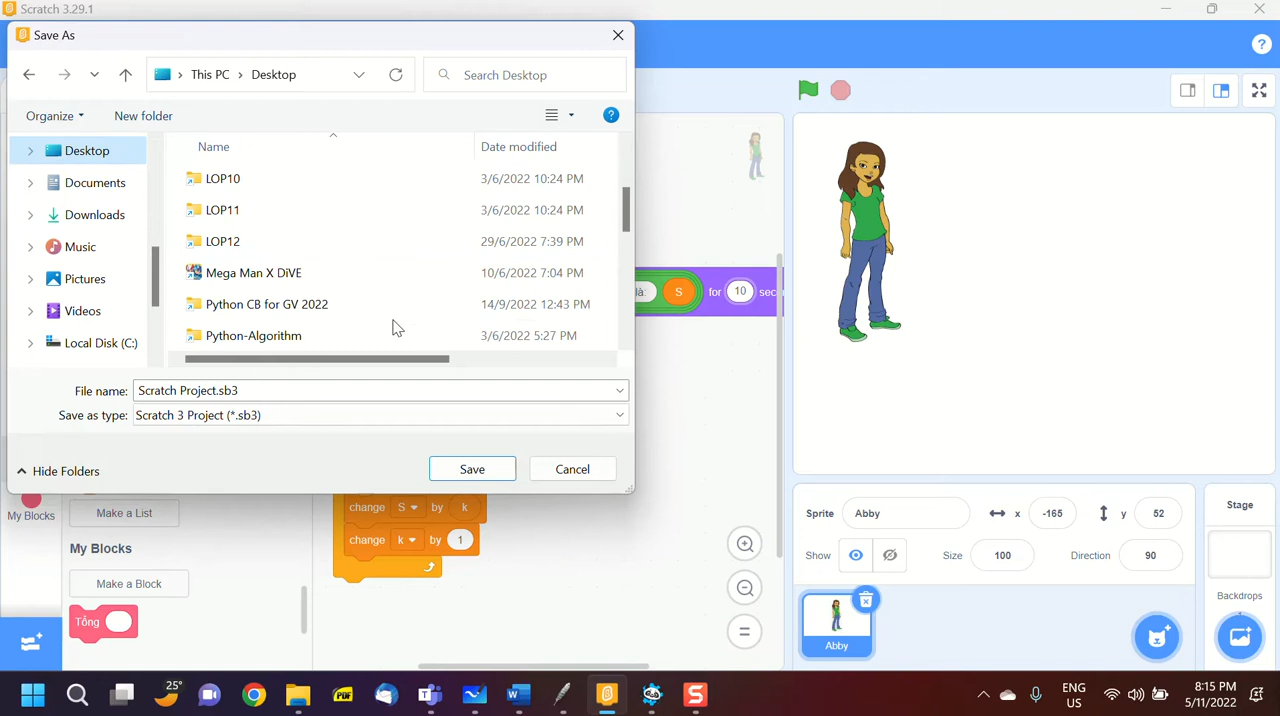 Scratch 3.29.1
Save As
This PC > Desktop
Search Desktop
Organize
New folder
Name
Date modified
Desktop
Documents
Downloads
Music
Pictures
Videos
Local Disk (C:)
LOP10 3/6/2022 10:24 PM
LOP11 3/6/2022 10:24 PM
LOP12 29/6/2022 7:39 PM
Mega Man X DiVE 10/6/2022 7:04 PM
Python CB for GV 2022 14/9/2022 12:43 PM
Python-Algorithm 3/6/2022 5:27 PM
File name: Scratch Project.sb3
Save as type: Scratch 3 Project (*.sb3)
Hide Folders
Save
Cancel
là: S for 10 sec
My Blocks
Make a List
My Blocks
Make a Block
Tổng
change S by k
change k by 1
Sprite Abby x -165 y 52
Show Size 100 Direction 90
Abby
Stage
Backdrops
1
25°
PDF
ENG
US
8:15 PM
5/11/2022